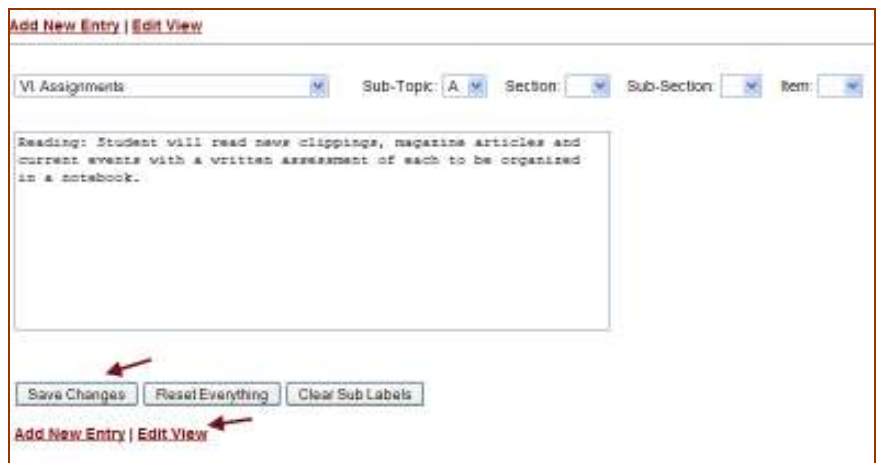 Add New Entry | Edit View
VI. Assignments Sub-Topic: A Section: Sub-Section: Item:
Reading: Student will read news clippings, magazine articles and
current events with a written assessment of each to be organized
in a notebook.
Save Changes Reset Everything Clear Sub Labels
Add New Entry | Edit View